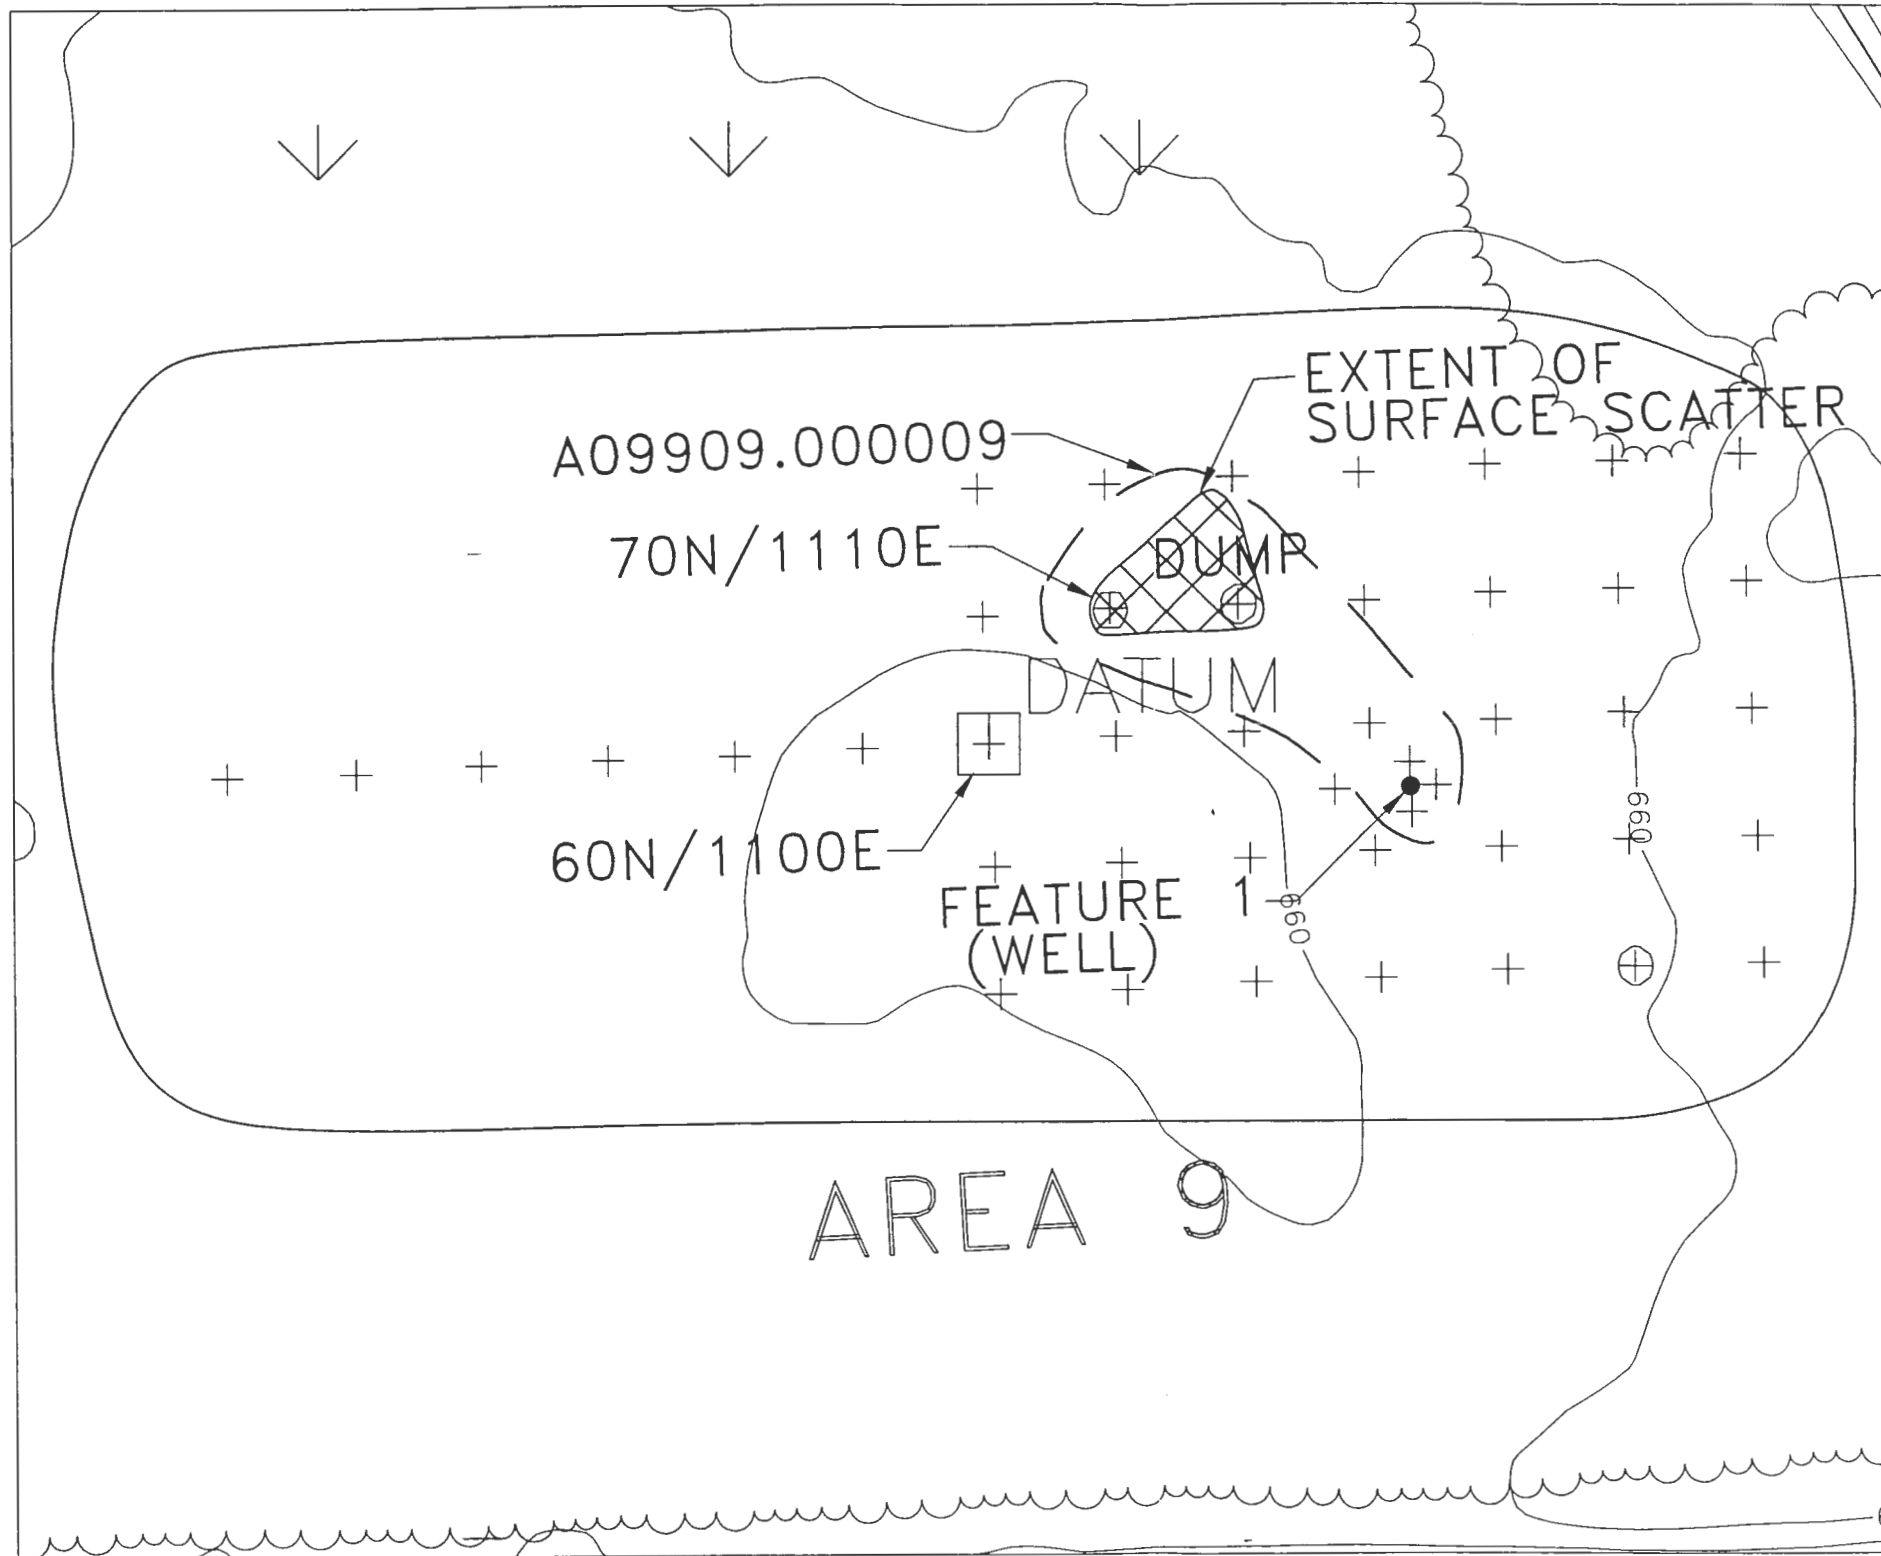 EXTENT OF
SURFACE SCATTER
A09909.000009
70N/1110E
DUMP
DATUM
660
60N/1100E
FEATURE 1
(WELL)
660
AREA 9